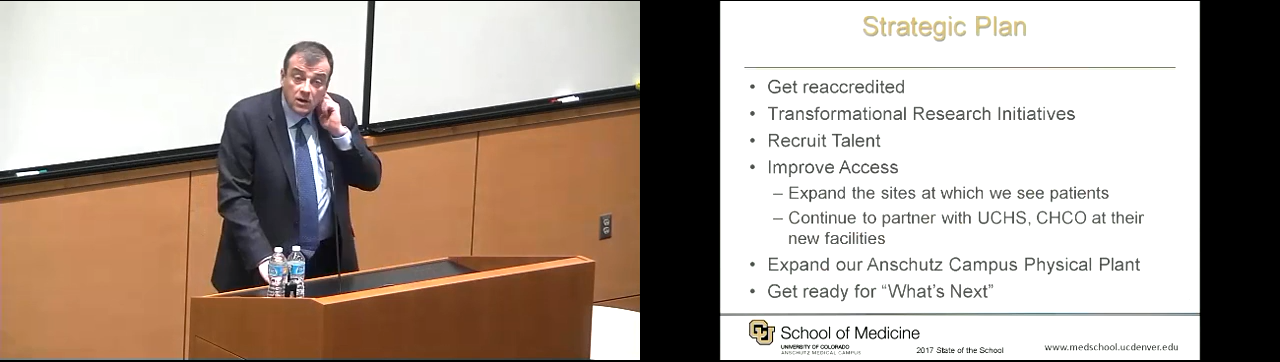 Strategic Plan
• Get reaccredited
• Transformational Research Initiatives
• Recruit Talent
• Improve Access
– Expand the sites at which we see patients
– Continue to partner with UCHS, CHCO at their
new facilities
• Expand our Anschutz Campus Physical Plant
• Get ready for “What’s Next”
CU School of Medicine
UNIVERSITY OF COLORADO
ANSCHUTZ MEDICAL CAMPUS
2017 State of the School
www.medschool.ucdenver.edu